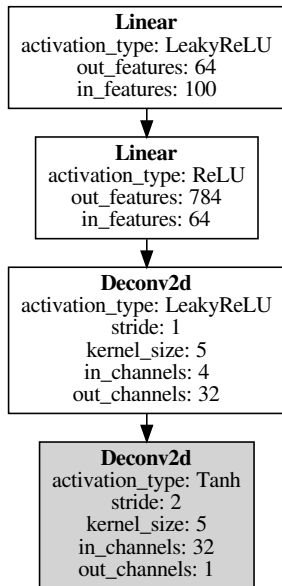 Linear
activation_type: LeakyReLU
out_features: 64
in_features: 100
Linear
activation_type: ReLU
out_features: 784
in_features: 64
Deconv2d
activation_type: LeakyReLU
stride: 1
kernel_size: 5
in_channels: 4
out_channels: 32
Deconv2d
activation_type: Tanh
stride: 2
kernel_size: 5
in_channels: 32
out_channels: 1